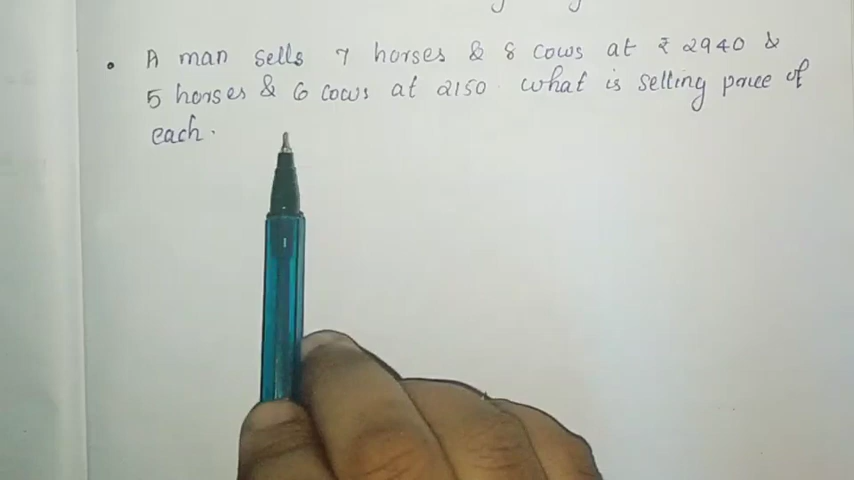 • A man sells 7 horses & 8 cows at ₹ 2940 &
5 horses & 6 cows at 2150. what is selling price of
each.